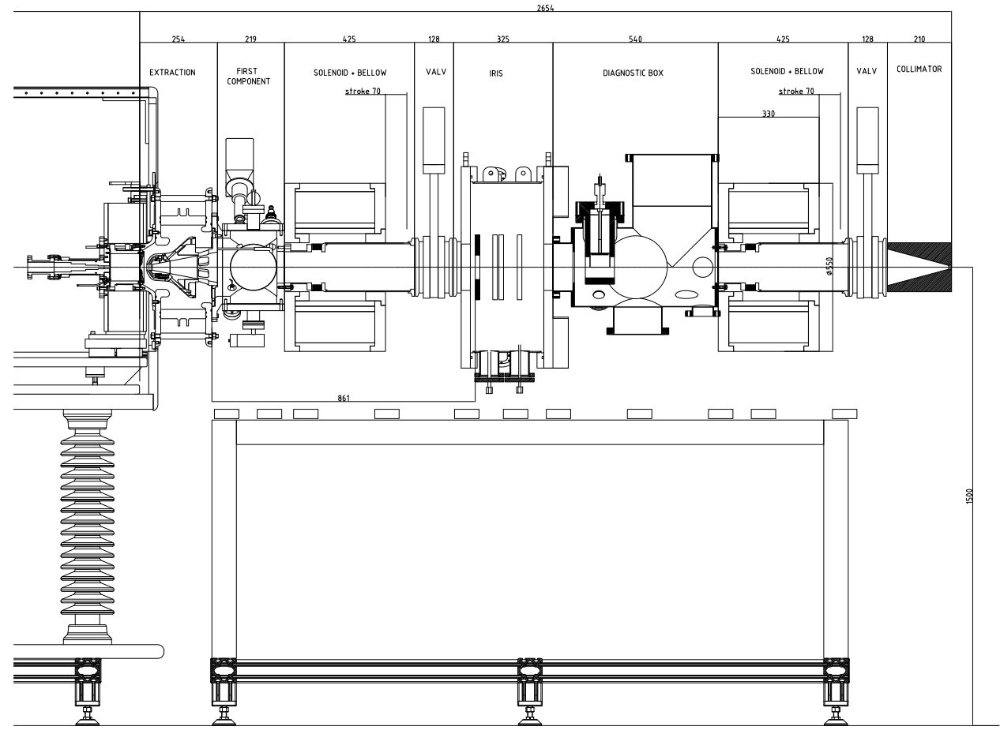 2654
254
219
425
128
325
540
425
128
210
EXTRACTION
FIRST
COMPONENT
SOLENOID + BELLOW
VALV
IRIS
DIAGNOSTIC BOX
SOLENOID + BELLOW
VALV
COLLIMATOR
stroke 70
stroke 70
330
⌀550
861
1500